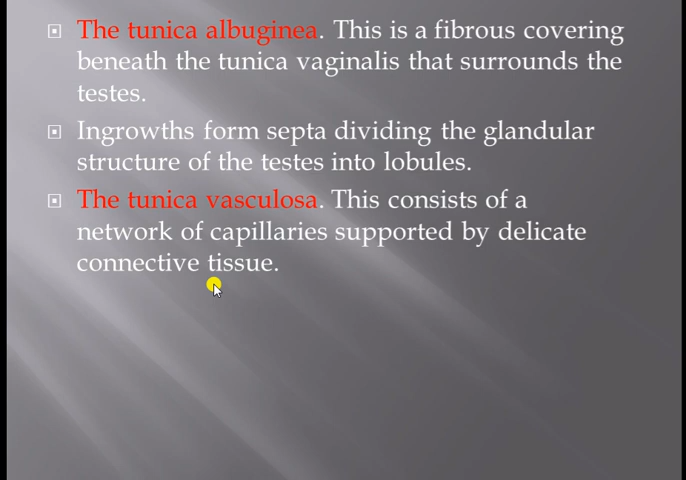 The tunica albuginea. This is a fibrous covering
beneath the tunica vaginalis that surrounds the
testes.
Ingrowths form septa dividing the glandular
structure of the testes into lobules.
The tunica vasculosa. This consists of a
network of capillaries supported by delicate
connective tissue.